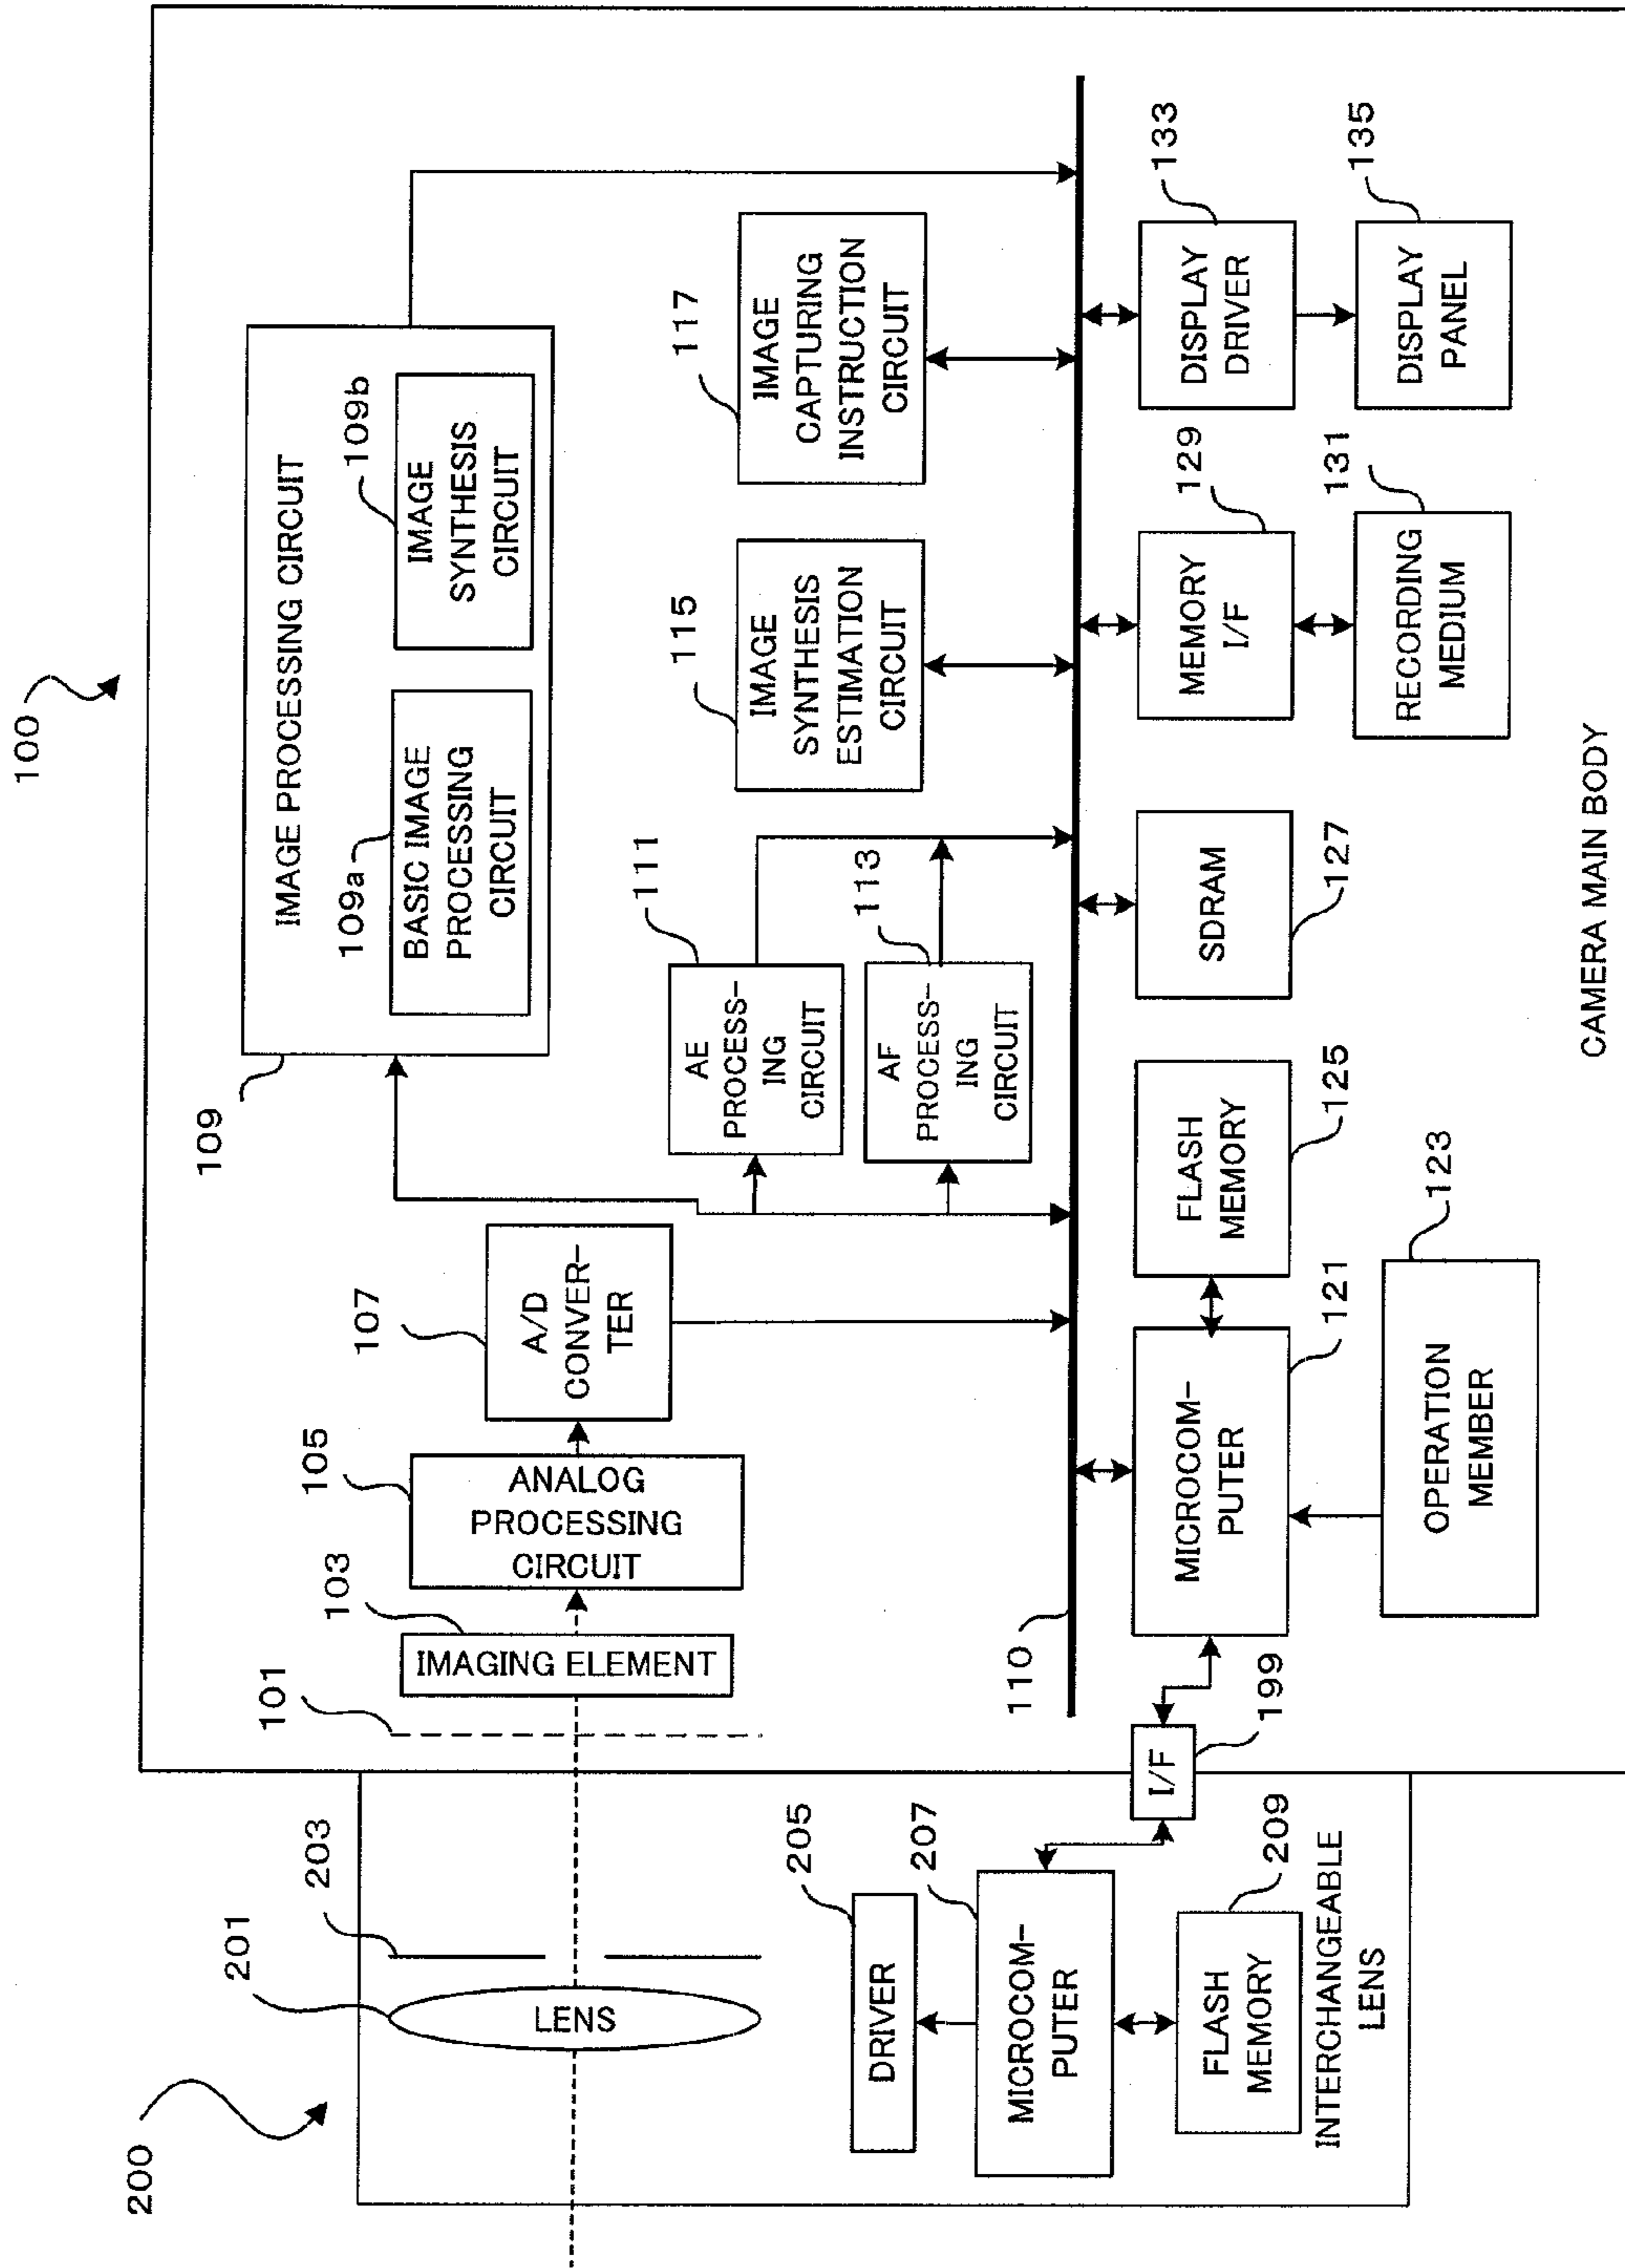 100
200
201
203
LENS
101
103
IMAGING ELEMENT
105
ANALOG
PROCESSING
CIRCUIT
107
A/D
CONVER-
TER
109
IMAGE PROCESSING CIRCUIT
109a
BASIC IMAGE
PROCESSING
CIRCUIT
109b
IMAGE
SYNTHESIS
CIRCUIT
111
AE
PROCESS-
ING
CIRCUIT
113
AF
PROCESS-
ING
CIRCUIT
115
IMAGE
SYNTHESIS
ESTIMATION
CIRCUIT
117
IMAGE
CAPTURING
INSTRUCTION
CIRCUIT
110
205
DRIVER
207
MICROCOM-
PUTER
209
FLASH
MEMORY
INTERCHANGEABLE
LENS
I/F
199
MICROCOM-
PUTER
121
OPERATION
MEMBER
123
FLASH
MEMORY
125
SDRAM
127
MEMORY
I/F
129
RECORDING
MEDIUM
131
DISPLAY
DRIVER
133
DISPLAY
PANEL
135
CAMERA MAIN BODY